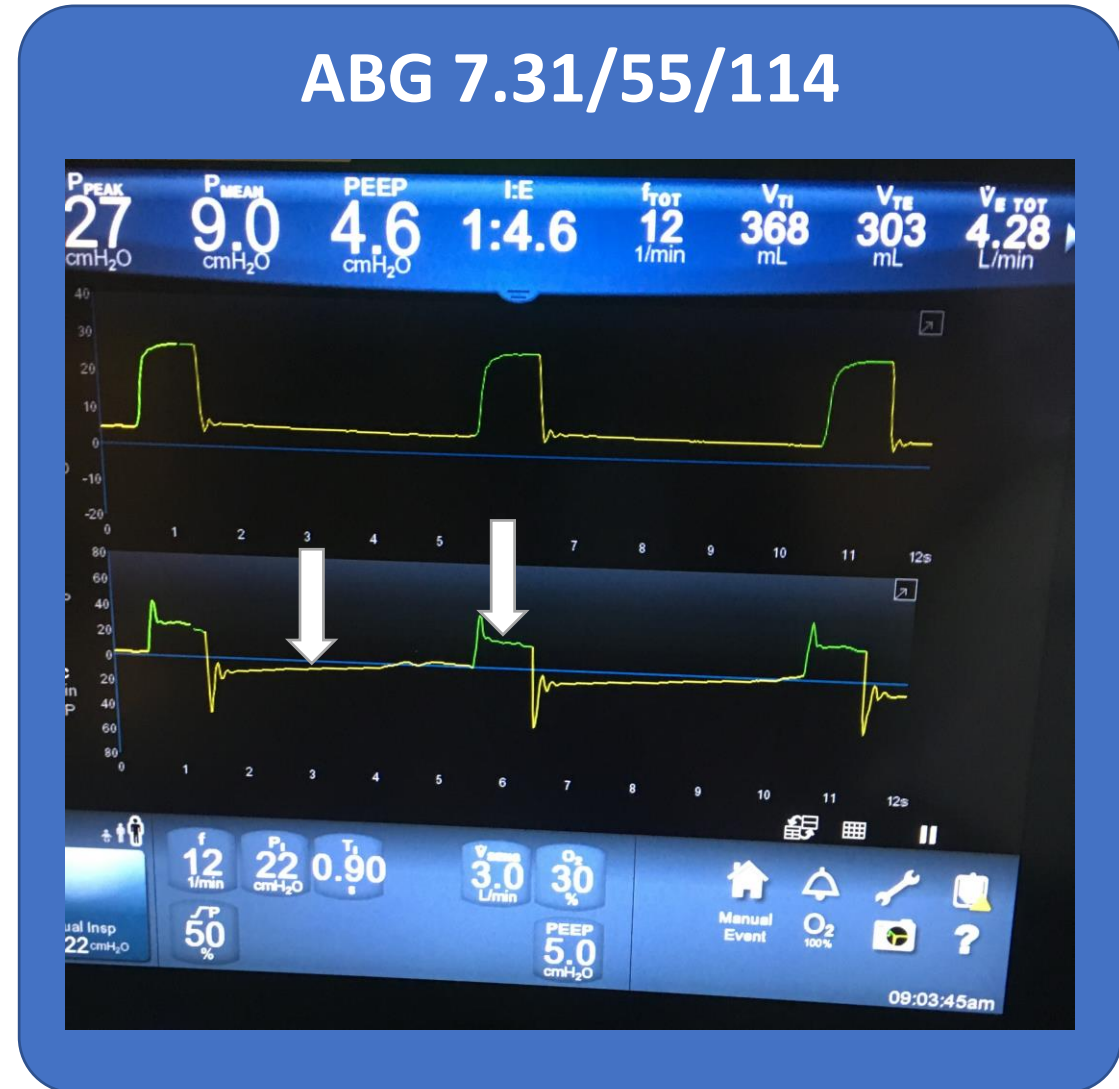 ABG 7.31/55/114
PPEAK PMEAN PEEP I:E fTOT VTI VTE V̇E TOT
27 9.0 4.6 1:4.6 12 368 303 4.28
cmH2O cmH2O cmH2O 1/min mL mL L/min
40
30
20
10
0
-10
-20
0 1 2 3 4 5 7 8 9 10 11 12s
80
60
40
20
0
20
40
60
80
0 1 2 3 4 5 6 7 8 9 10 11 12s
f PI TI V̇SENS O2
12 22 0.90 3.0 30
1/min cmH2O s L/min %
P
50
%
PEEP
5.0
cmH2O
ual Insp
22 cmH2O
Manual
Event
O2
100%
?
09:03:45am